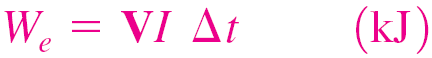 Wₑ = VI Δt (kJ)